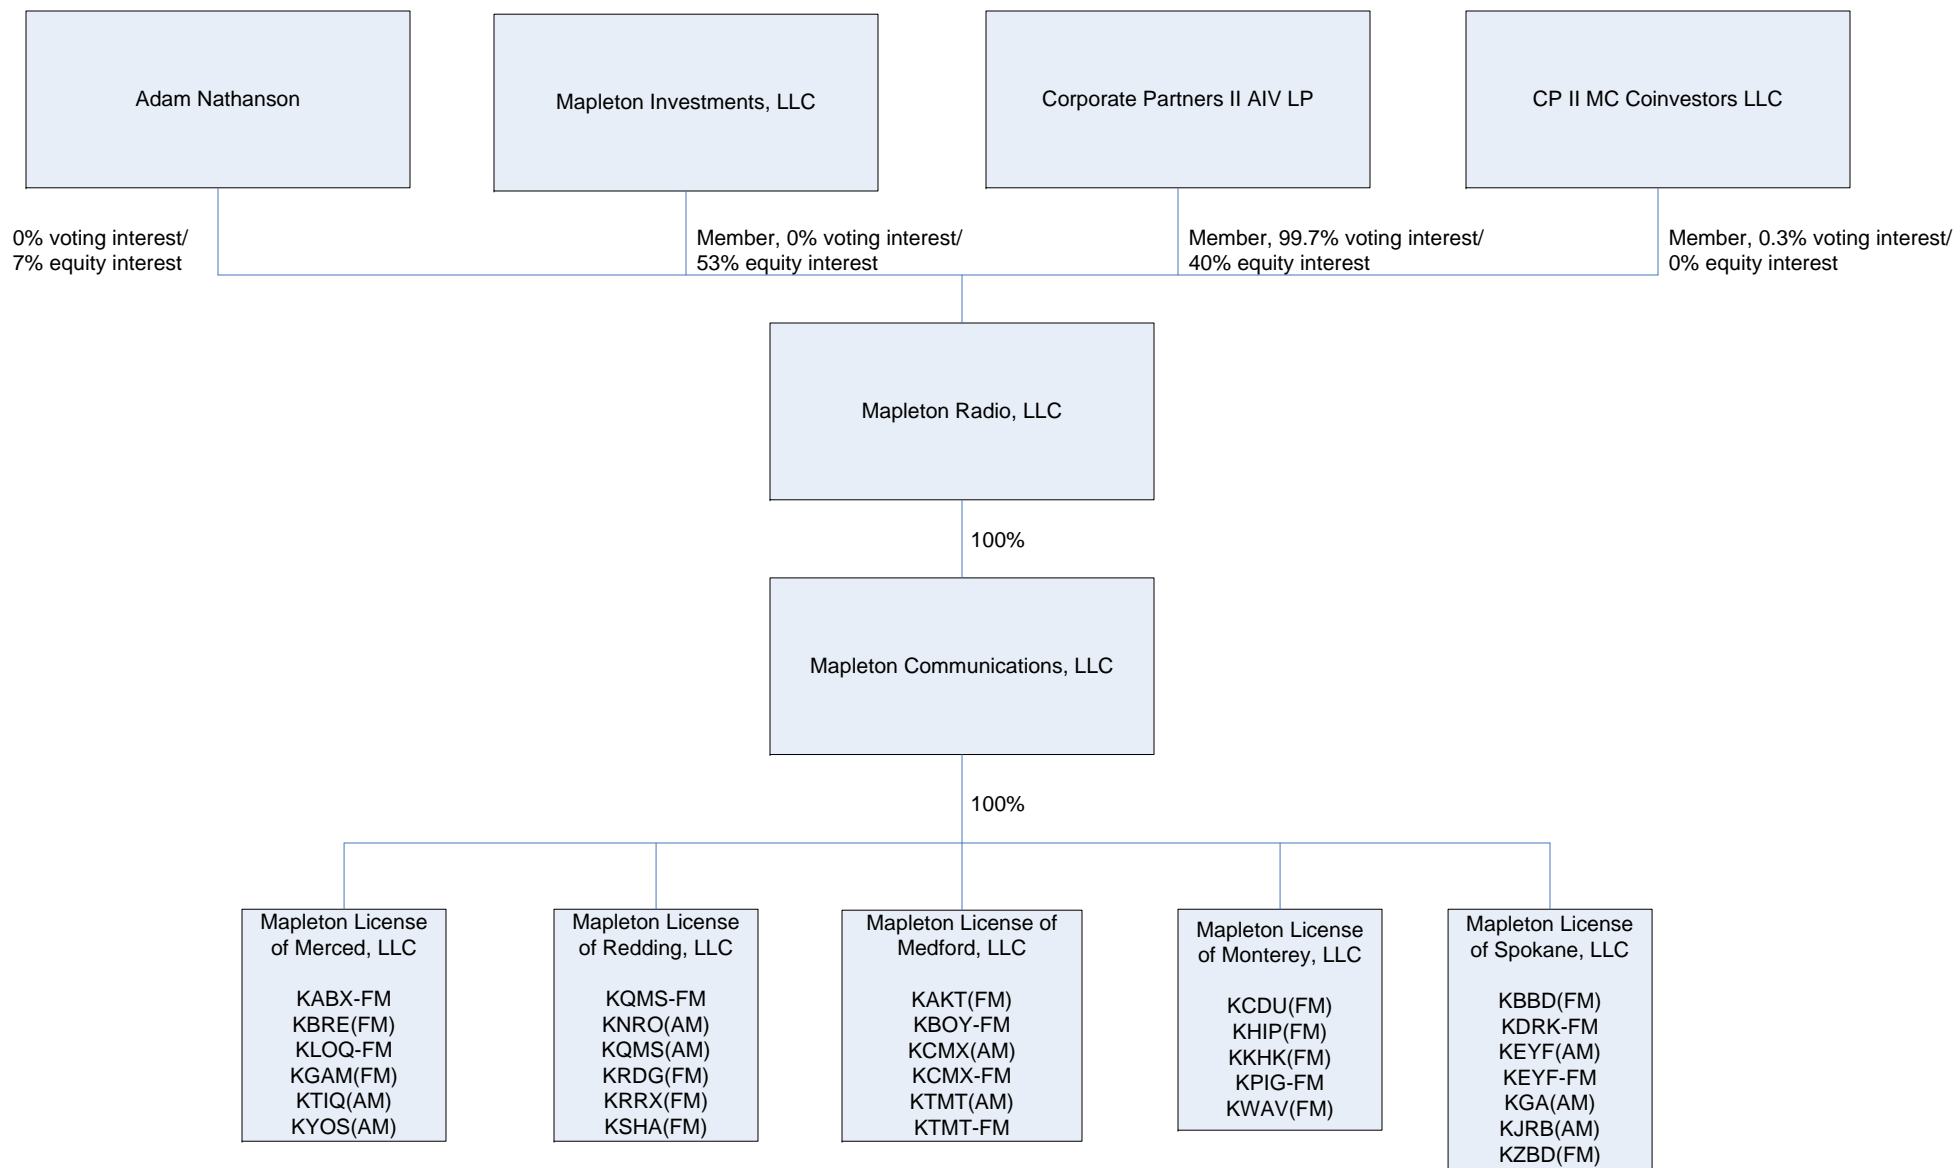 Adam Nathanson
Mapleton Investments, LLC
Corporate Partners II AIV LP
CP II MC Coinvestors LLC
0% voting interest/
7% equity interest
Member, 0% voting interest/
53% equity interest
Member, 99.7% voting interest/
40% equity interest
Member, 0.3% voting interest/
0% equity interest
Mapleton Radio, LLC
100%
Mapleton Communications, LLC
100%
Mapleton License
of Merced, LLC
KABX-FM
KBRE(FM)
KLOQ-FM
KGAM(FM)
KTIQ(AM)
KYOS(AM)
Mapleton License
of Redding, LLC
KQMS-FM
KNRO(AM)
KQMS(AM)
KRDG(FM)
KRRX(FM)
KSHA(FM)
Mapleton License of
Medford, LLC
KAKT(FM)
KBOY-FM
KCMX(AM)
KCMX-FM
KTMT(AM)
KTMT-FM
Mapleton License
of Monterey, LLC
KCDU(FM)
KHIP(FM)
KKHK(FM)
KPIG-FM
KWAV(FM)
Mapleton License
of Spokane, LLC
KBBD(FM)
KDRK-FM
KEYF(AM)
KEYF-FM
KGA(AM)
KJRB(AM)
KZBD(FM)